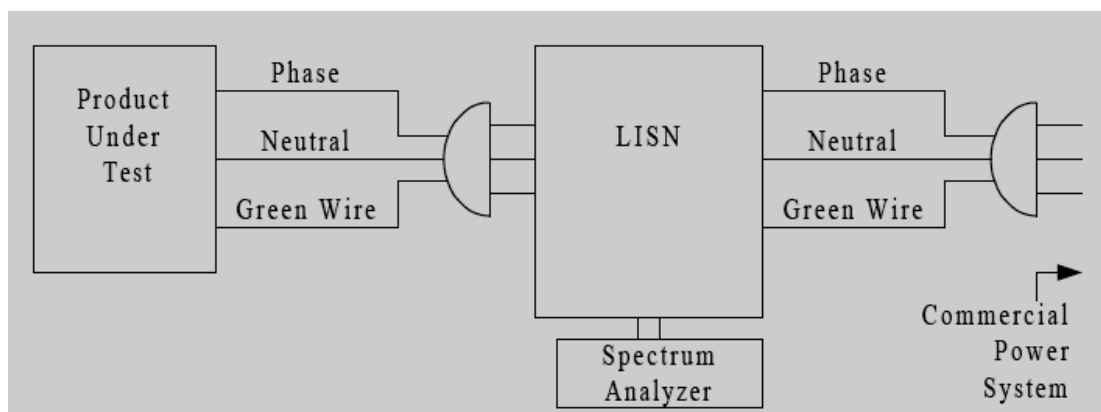 Product
Under
Test
Phase
Neutral
Green Wire
LISN
Spectrum
Analyzer
Phase
Neutral
Green Wire
Commercial
Power
System